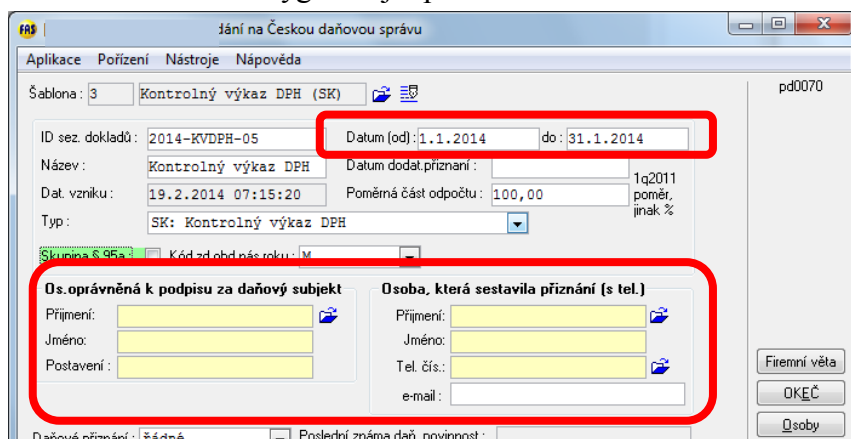 FAS
dání na Českou daňovou správu
Aplikace Pořízení Nástroje Nápověda
Šablona : 3 Kontrolný výkaz DPH (SK)
pd0070
ID sez. dokladů : 2014-KVDPH-05 Datum (od) : 1.1.2014 do : 31.1.2014
Název : Kontrolný výkaz DPH Datum dodat.přiznaní :
1q2011
Dat. vzniku : 19.2.2014 07:15:20 Poměrná část odpočtu : 100,00 poměr,
jinak %
Typ : SK: Kontrolný výkaz DPH
Skupina § 95a : Kód zd.obd.nás.roku : M
Os.oprávněná k podpisu za daňový subjekt Osoba, která sestavila přiznání (s tel.)
Příjmení: Příjmení:
Jméno: Jméno:
Postavení : Tel. čís.:
Firemní věta
e-mail :
OKEČ
Osoby
Daňové přiznání : řádné Poslední známa daň. povinnost :